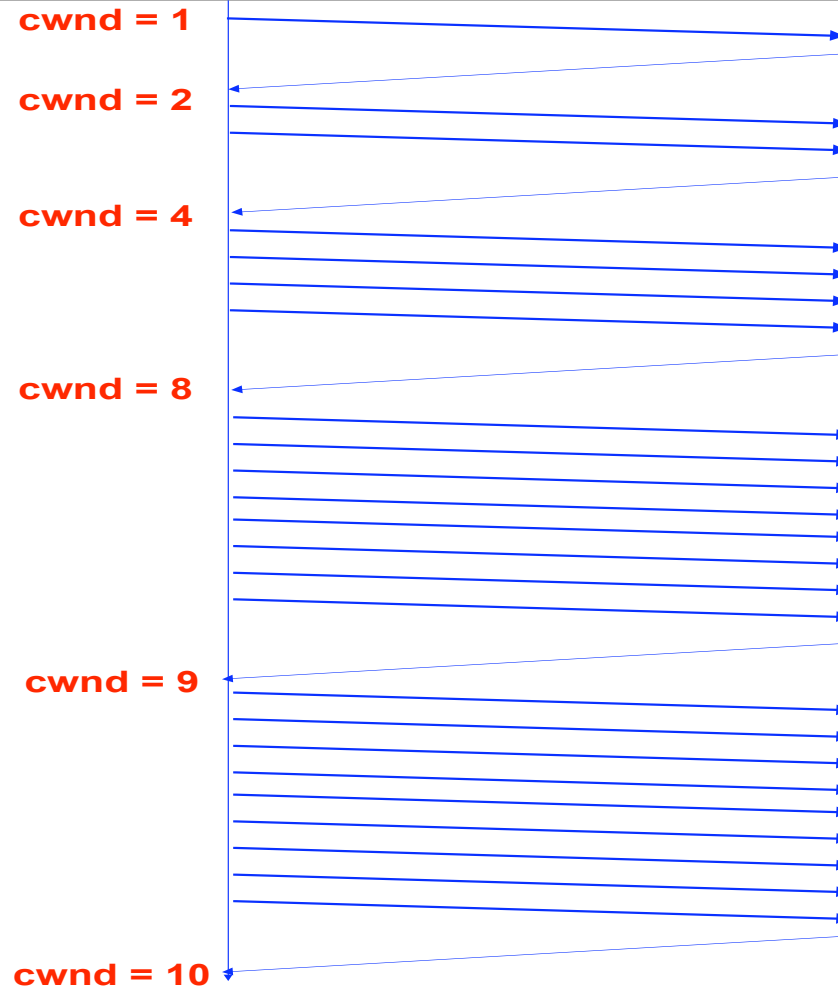 cwnd = 1
cwnd = 2
cwnd = 4
cwnd = 8
cwnd = 9
cwnd = 10